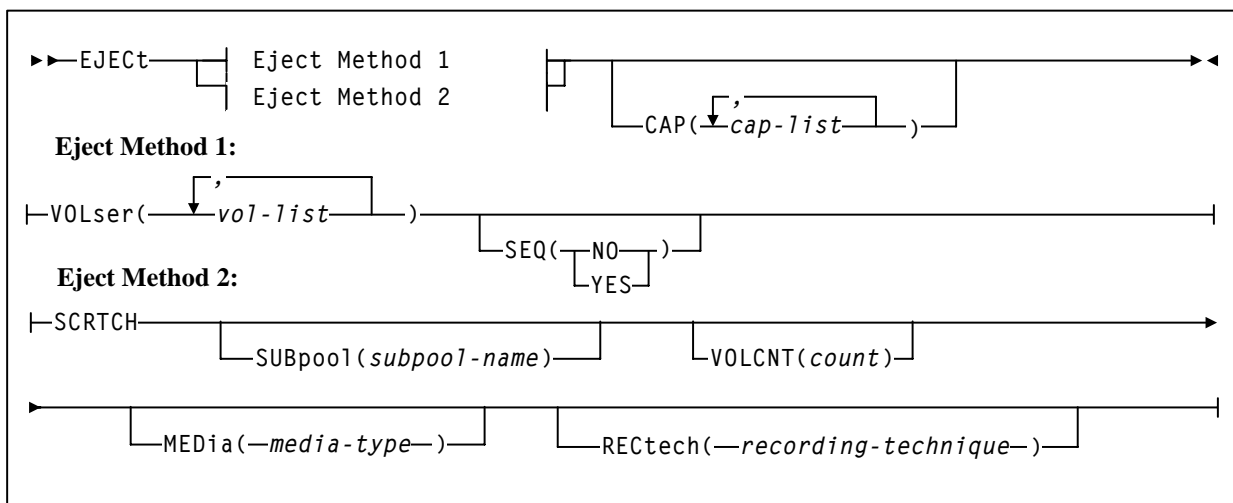 EJECt Eject Method 1
Eject Method 2
,
CAP( cap-list )
Eject Method 1:
,
VOLser( vol-list )
SEQ( NO )
YES
Eject Method 2:
SCRTCH
SUBpool(subpool-name) VOLCNT(count)
MEDia( media-type ) RECtech( recording-technique )